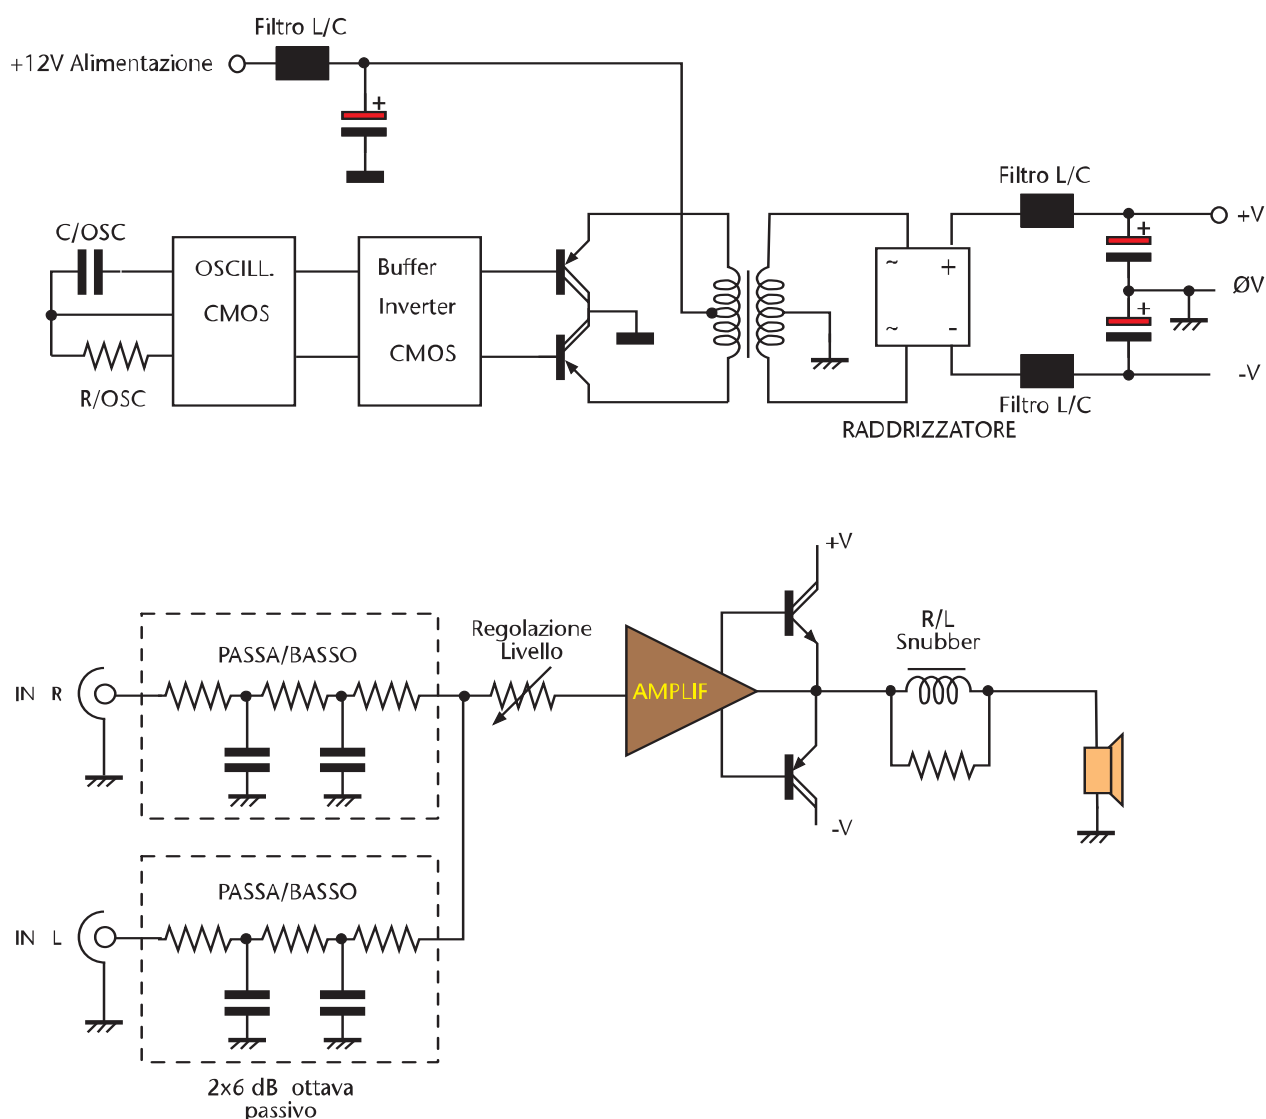 Filtro L/C
+12V Alimentazione
+
Filtro L/C
C/OSC
OSCILL.
CMOS
Buffer
Inverter
CMOS
R/OSC
~ +
~ -
+
+V
ØV
+
-V
Filtro L/C
RADDRIZZATORE
+V
R/L
Snubber
Regolazione
Livello
PASSA/BASSO
IN R
AMPLIF
-V
PASSA/BASSO
IN L
2x6 dB ottava
passivo